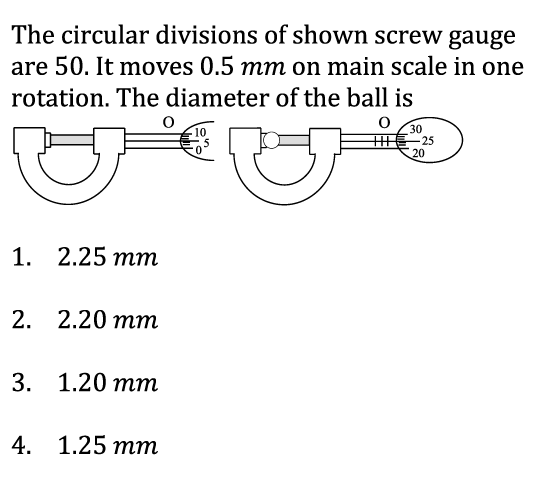 The circular divisions of shown screw gauge
are 50. It moves 0.5 mm on main scale in one
rotation. The diameter of the ball is
O
10
5
0
O
30
25
20
1. 2.25 mm
2. 2.20 mm
3. 1.20 mm
4. 1.25 mm